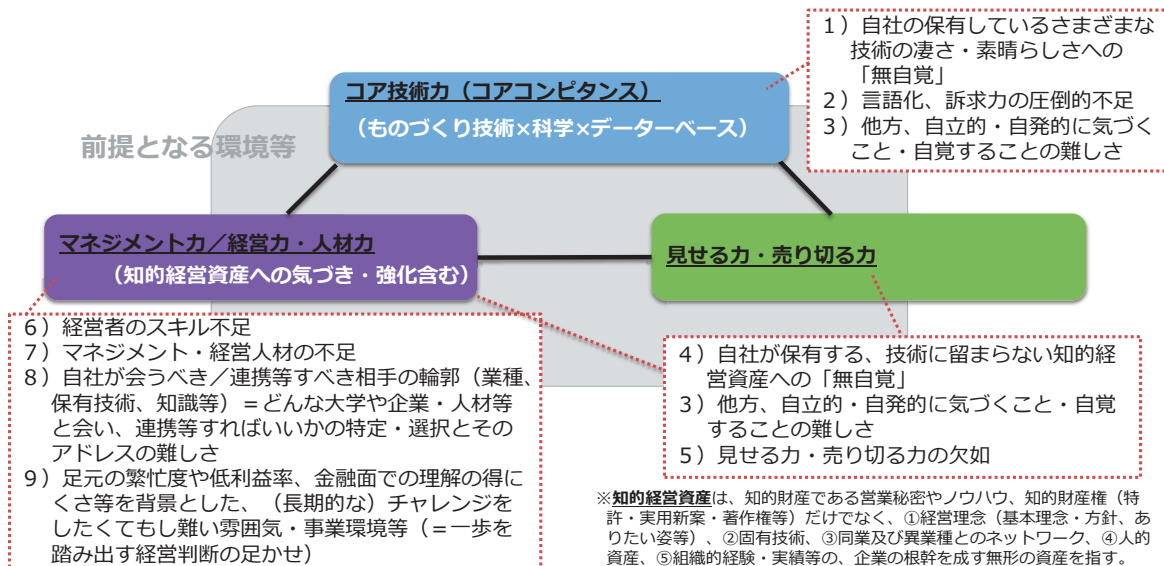 1）自社の保有しているさまざまな
技術の凄さ・素晴らしさへの
「無自覚」
2）言語化、訴求力の圧倒的不足
3）他方、自立的・自発的に気づく
こと・自覚することの難しさ
コア技術力（コアコンピタンス）
（ものづくり技術×科学×データーベース）
前提となる環境等
マネジメント力／経営力・人材力
（知的経営資産への気づき・強化含む）
見せる力・売り切る力
6）経営者のスキル不足
7）マネジメント・経営人材の不足
8）自社が会うべき／連携等すべき相手の輪郭（業種、
保有技術、知識等）＝どんな大学や企業・人材等
と会い、連携等すればいいかの特定・選択とその
アドレスの難しさ
9）足元の繁忙度や低利益率、金融面での理解の得に
くさ等を背景とした、（長期的な）チャレンジを
したくてもし難い雰囲気・事業環境等（＝一歩を
踏み出す経営判断の足かせ）
4）自社が保有する、技術に留まらない知的経
営資産への「無自覚」
3）他方、自立的・自発的に気づくこと・自覚
することの難しさ
5）見せる力・売り切る力の欠如
※知的経営資産は、知的財産である営業秘密やノウハウ、知的財産権（特
許・実用新案・著作権等）だけでなく、①経営理念（基本理念・方針、あ
りたい姿等）、②固有技術、③同業及び異業種とのネットワーク、④人的
資産、⑤組織的経験・実績等の、企業の根幹を成す無形の資産を指す。